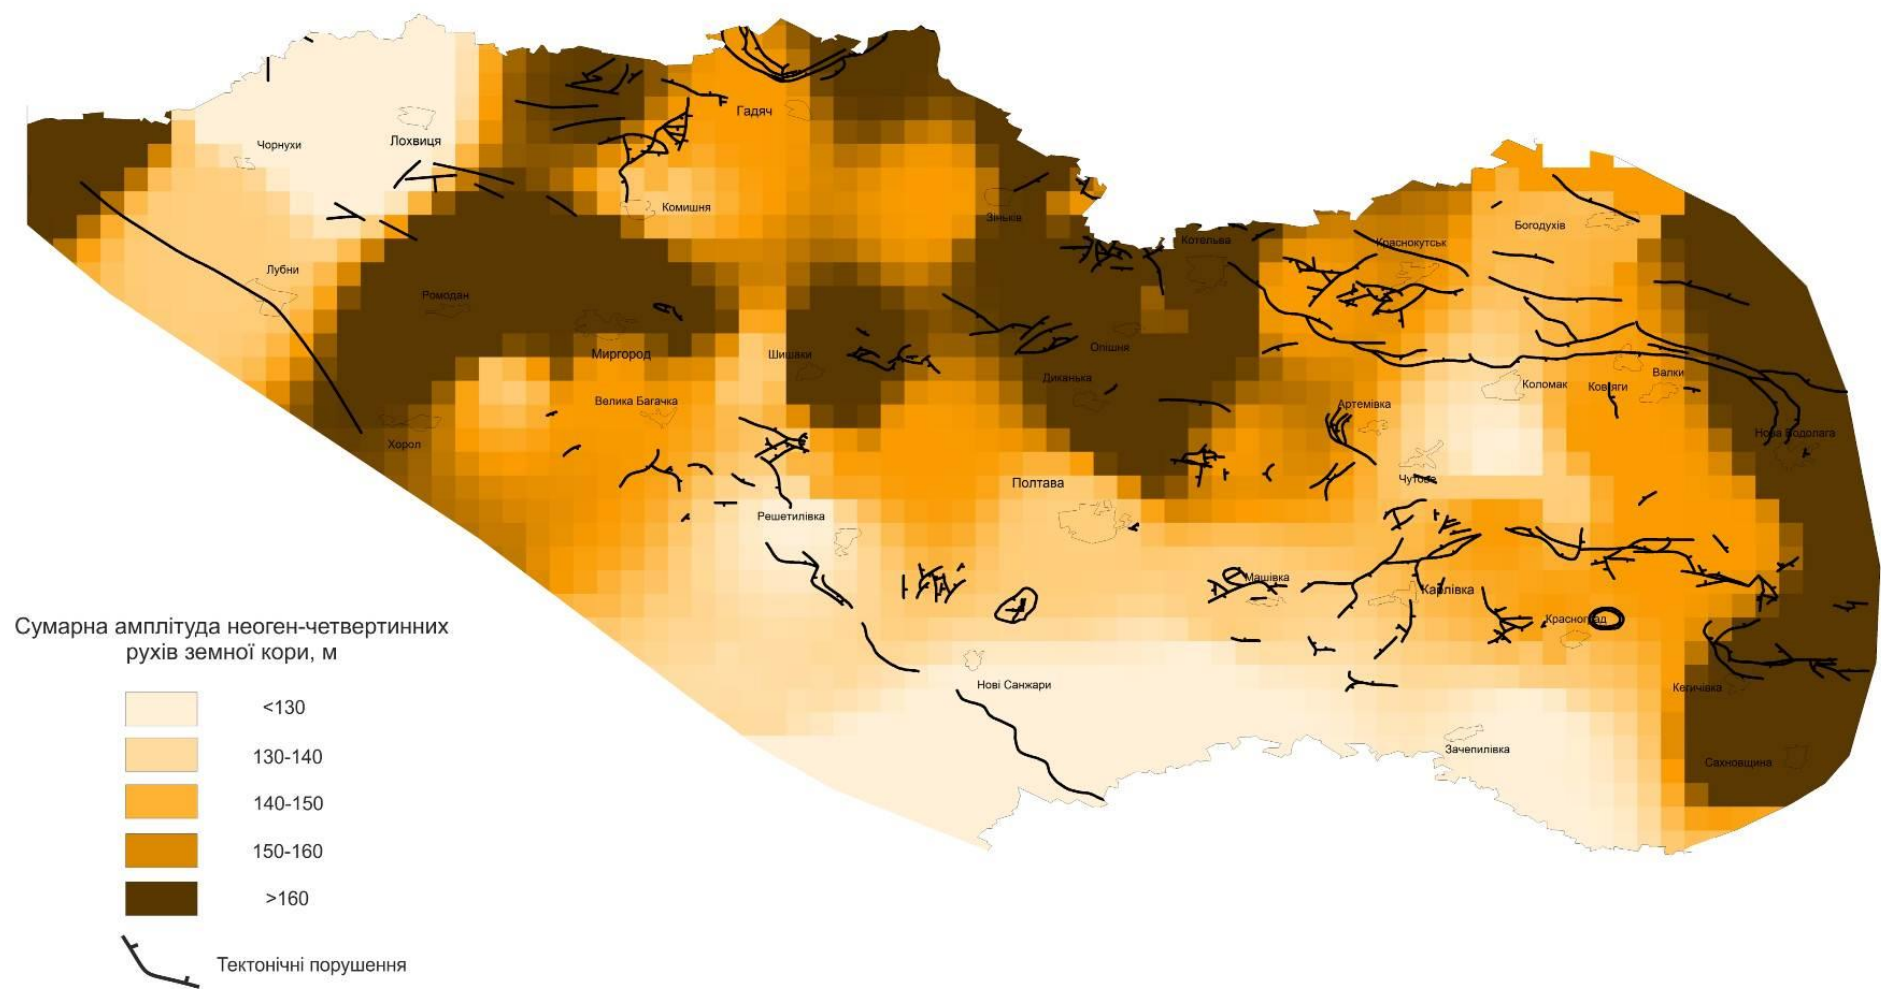 Гадяч
Лохвиця
Чорнухи
Комишня
Зіньків
Богодухів
Котельва
Краснокутськ
Лубни
Ромодан
Миргород
Шишаки
Опішня
Диканька
Коломак
Ковяги
Валки
Велика Багачка
Артемівка
Хорол
Нова Водолага
Полтава
Чутове
Решетилівка
Машівка
Карлівка
Красноград
Нові Санжари
Кегичівка
Зачепилівка
Сахновщина
Сумарна амплітуда неоген-четвертинних
рухів земної кори, м
<130
130-140
140-150
150-160
>160
Тектонічні порушення